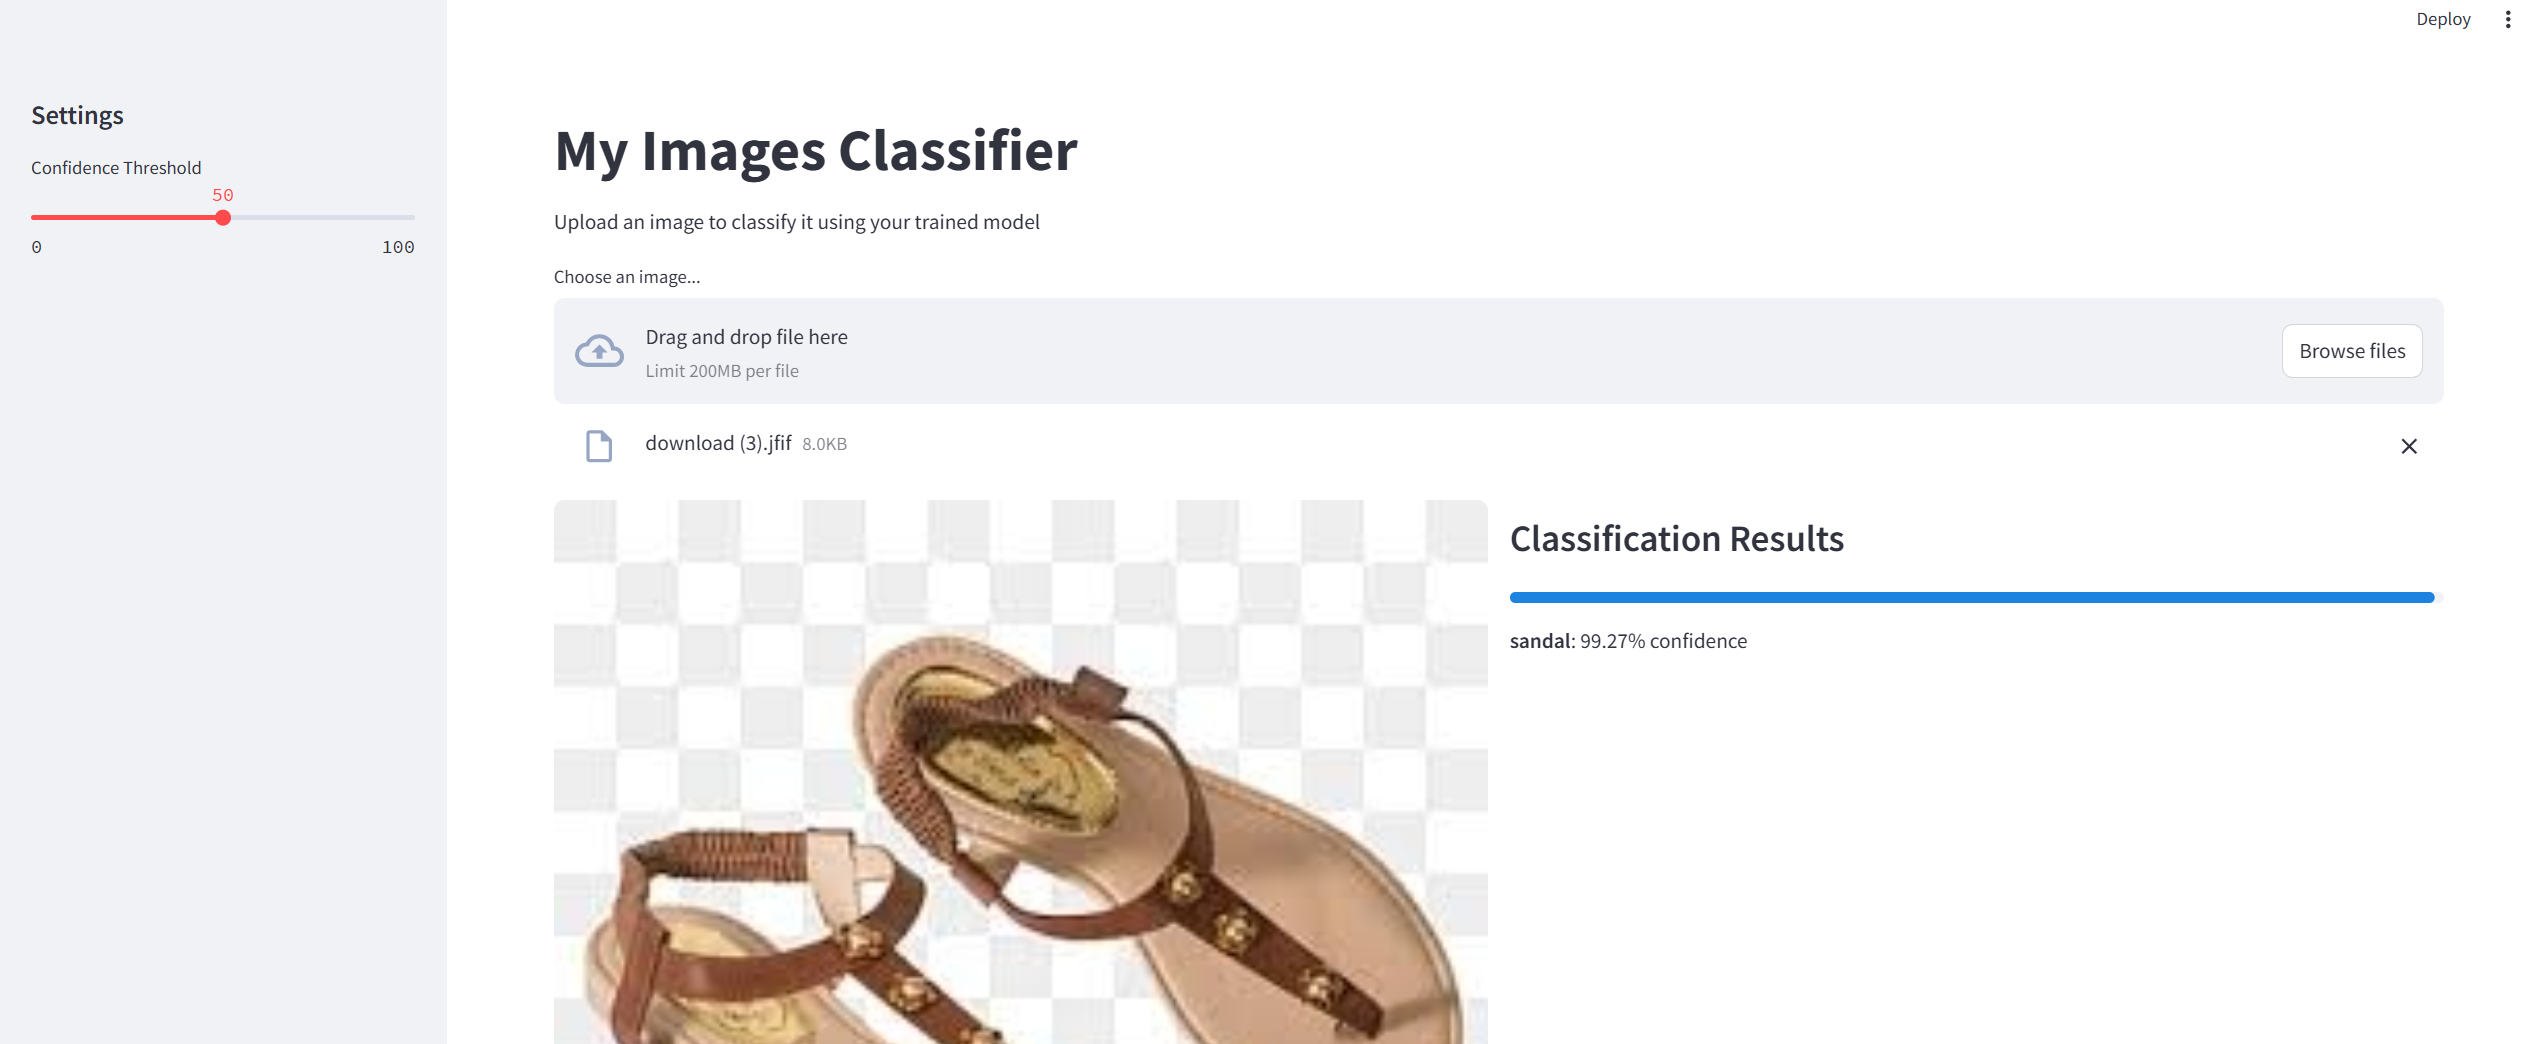 Deploy
Settings
Confidence Threshold
50
0 100
My Images Classifier
Upload an image to classify it using your trained model
Choose an image...
Drag and drop file here
Limit 200MB per file
Browse files
download (3).jfif 8.0KB
Classification Results
sandal: 99.27% confidence